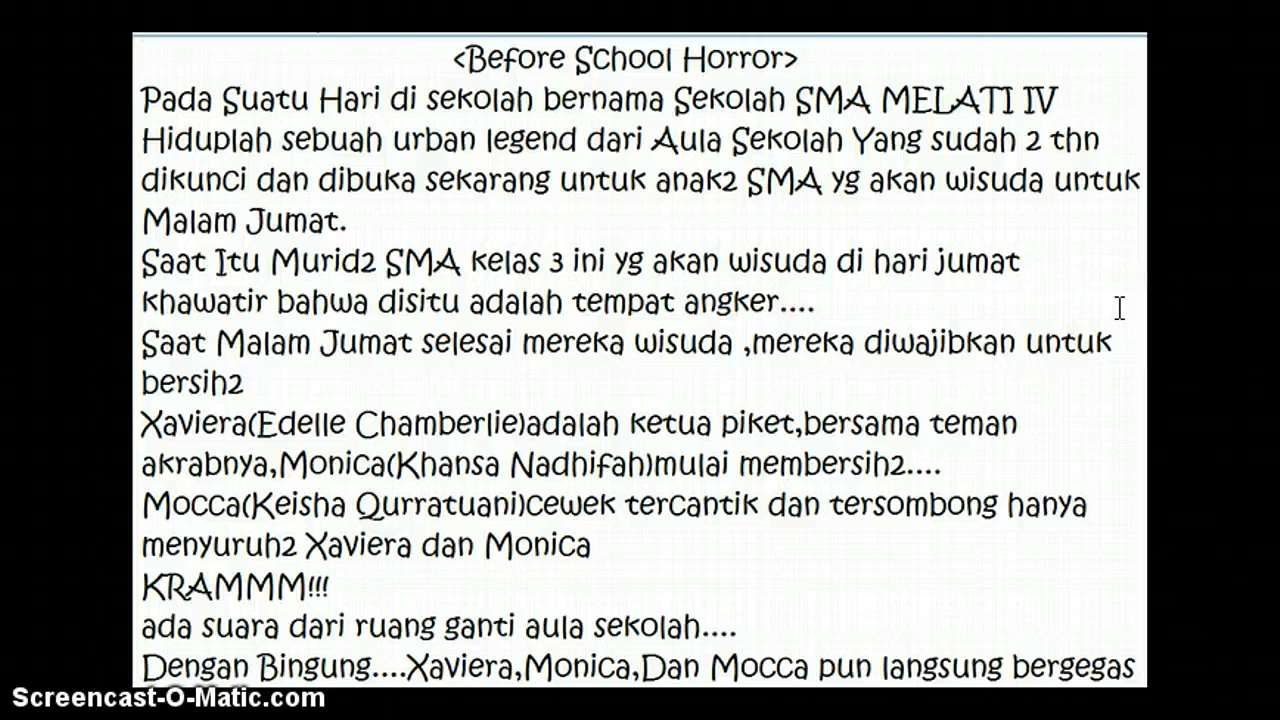 <Before School Horror>
Pada Suatu Hari di sekolah bernama Sekolah SMA MELATI IV
Hiduplah sebuah urban legend dari Aula Sekolah Yang sudah 2 thn
dikunci dan dibuka sekarang untuk anak2 SMA yg akan wisuda untuk
Malam Jumat.
Saat Itu Murid2 SMA kelas 3 ini yg akan wisuda di hari jumat
khawatir bahwa disitu adalah tempat angker....
Saat Malam Jumat selesai mereka wisuda ,mereka diwajibkan untuk
bersih2
Xaviera(Edelle Chamberlie)adalah ketua piket,bersama teman
akrabnya,Monica(Khansa Nadhifah)mulai membersih2....
Mocca(Keisha Qurratuani)cewek tercantik dan tersombong hanya
menyuruh2 Xaviera dan Monica
KRAMMM!!!
ada suara dari ruang ganti aula sekolah....
Dengan Bingung....Xaviera,Monica,Dan Mocca pun langsung bergegas
Screencast-O-Matic.com